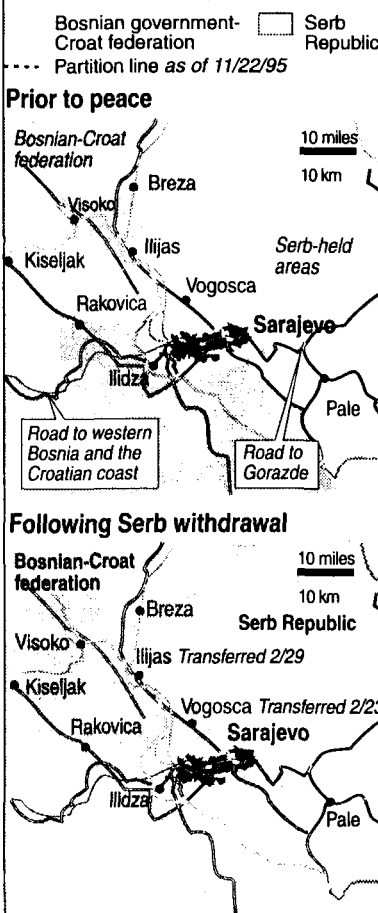 Bosnian government-
Croat federation
Serb
Republic
Partition line as of 11/22/95
Prior to peace
Bosnian-Croat
federation
10 miles
10 km
Breza
Visoko
Ilijas
Serb-held
areas
Kiseljak
Vogosca
Rakovica
Sarajevo
Ilidza
Pale
Road to western
Bosnia and the
Croatian coast
Road to
Gorazde
Following Serb withdrawal
Bosnian-Croat
federation
10 miles
10 km
Breza
Serb Republic
Visoko
Ilijas Transferred 2/29
Kiseljak
Vogosca Transferred 2/23
Rakovica
Sarajevo
Ilidza
Pale